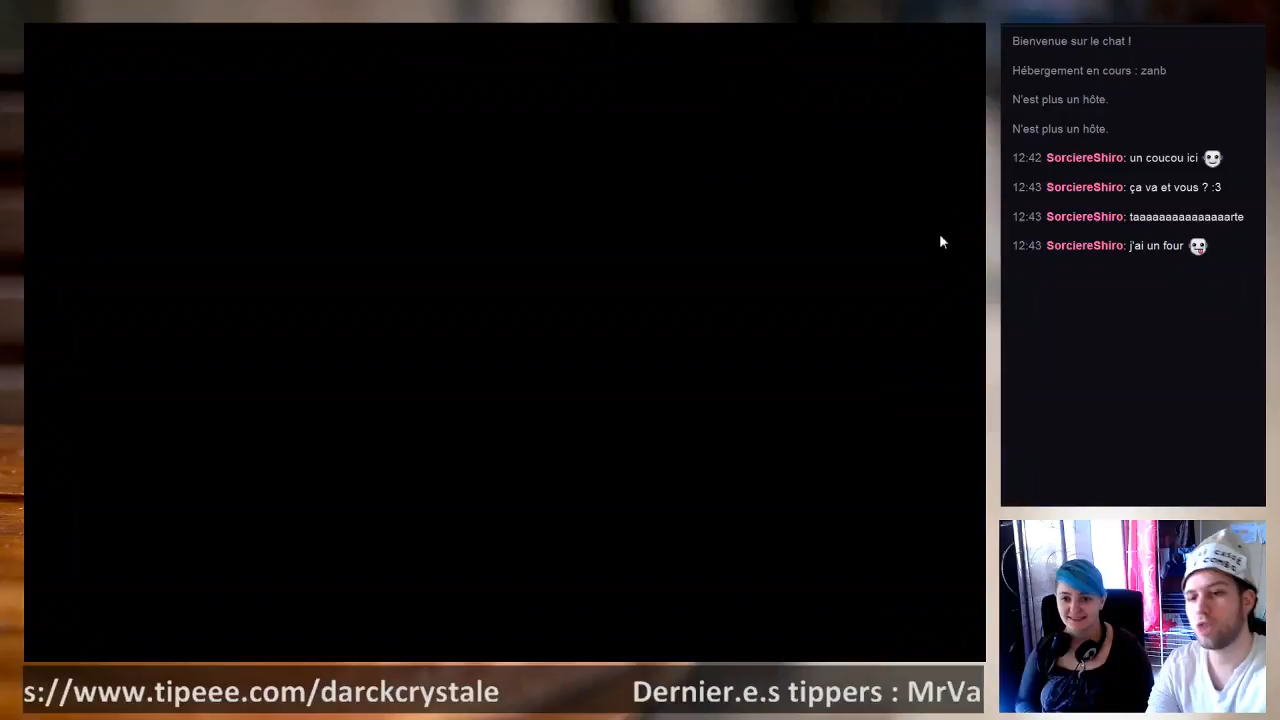 Bienvenue sur le chat !
Hébergement en cours : zanb
N'est plus un hôte.
N'est plus un hôte.
12:42 SorciereShiro: un coucou ici
12:43 SorciereShiro: ça va et vous ? :3
12:43 SorciereShiro: taaaaaaaaaaaaaaarte
12:43 SorciereShiro: j'ai un four
s://www.tipeee.com/darckcrystale Dernier.e.s tippers : MrVa